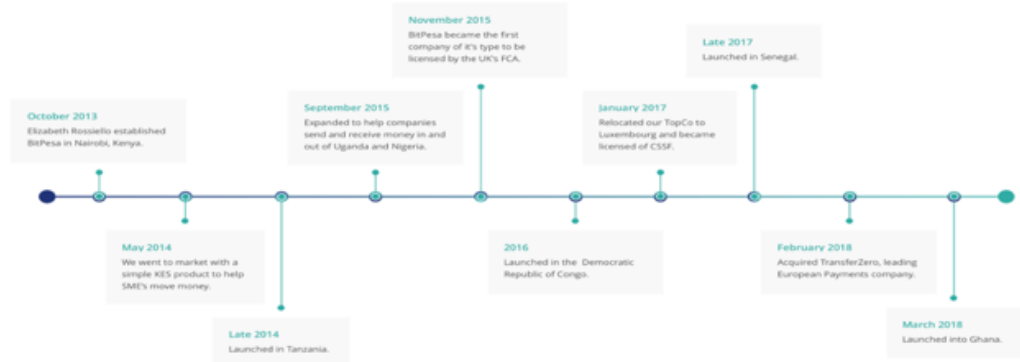 October 2013
Elizabeth Rossiello established
BitPesa in Nairobi, Kenya.
May 2014
We went to market with a
simple KES product to help
SME's move money.
Late 2014
Launched in Tanzania.
September 2015
Expanded to help companies
send and receive money in and
out of Uganda and Nigeria.
November 2015
BitPesa became the first
company of it's type to be
licensed by the UK's FCA.
2016
Launched in the Democratic
Republic of Congo.
January 2017
Relocated our TopCo to
Luxembourg and became
licensed of CSSF.
Late 2017
Launched in Senegal.
February 2018
Acquired TransferZero, leading
European Payments company.
March 2018
Launched into Ghana.